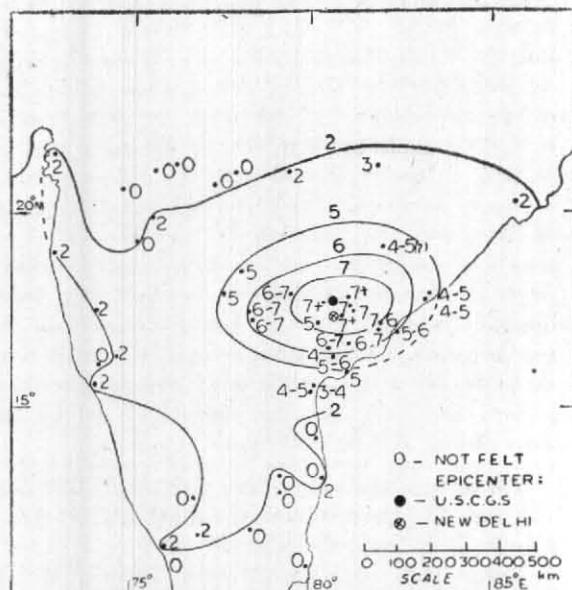 2
2
0 0 0 0 0 0 2 3 2
20°N
2
0
2
5
4-5
6
7
5
5 6-7 7+ 7+ 4-5
6-7 7 7 6 4-5
6-7 5 5-6
6-7 6-7
4 5-6
5
2
0 2
2
15°
4-5 3-4
2
0
0
0 0 2
0
2 0
2 0 0
75° 80 85°E
0 – NOT FELT
EPICENTER:
● – U.S.C.G.S
⊗ – NEW DELHI
0 100 200 300 400 500
SCALE km